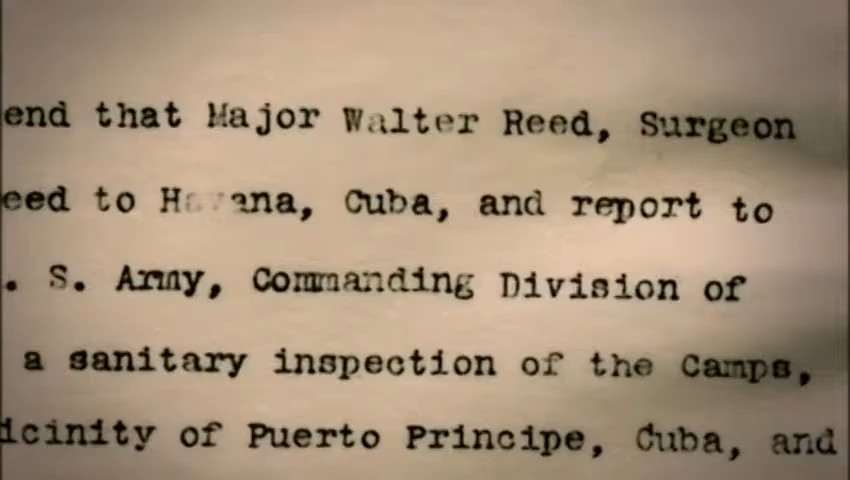 end that Major Walter Reed, Surgeon
eed to Havana, Cuba, and report to
. S. Army, Commanding Division of
a sanitary inspection of the Camps,
icinity of Puerto Principe, Cuba, and